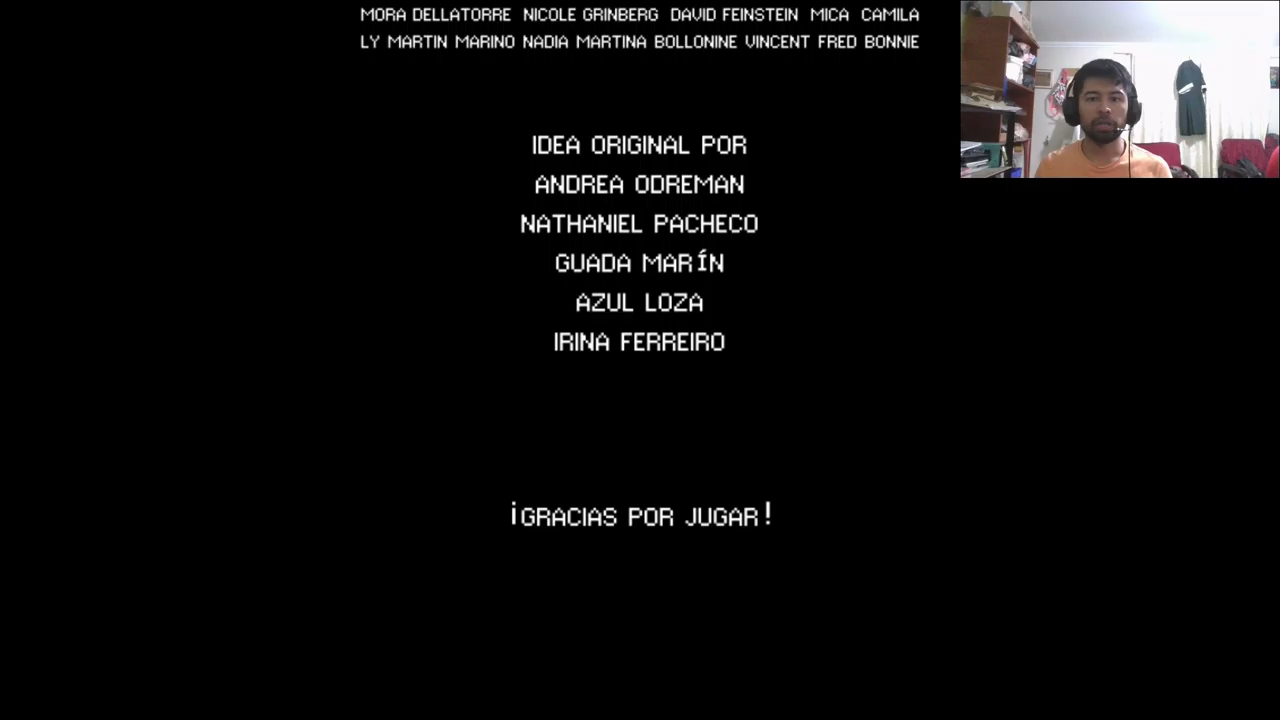 MORA DELLATORRE NICOLE GRINBERG DAVID FEINSTEIN MICA CAMILA
LY MARTIN MARINO NADIA MARTINA BOLLONINE VINCENT FRED BONNIE
IDEA ORIGINAL POR
ANDREA ODREMAN
NATHANIEL PACHECO
GUADA MARÍN
AZUL LOZA
IRINA FERREIRO
¡GRACIAS POR JUGAR!